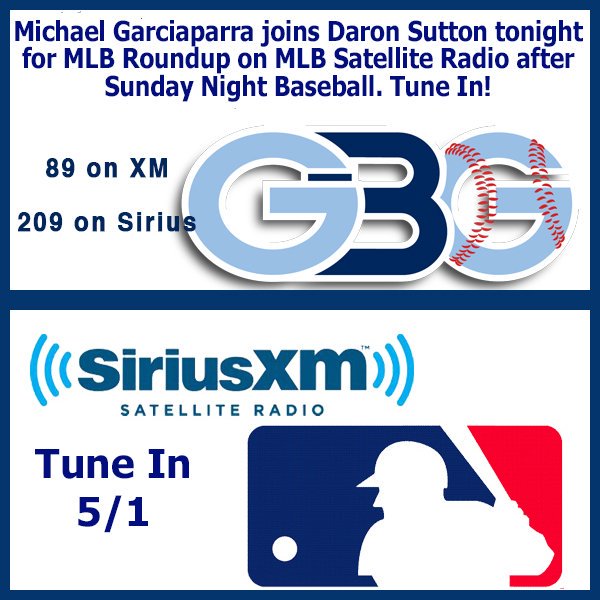 Michael Garciaparra joins Daron Sutton tonight
for MLB Roundup on MLB Satellite Radio after
Sunday Night Baseball. Tune In!
89 on XM
209 on Sirius
GBG
SiriusXM™
SATELLITE RADIO
Tune In
5/1